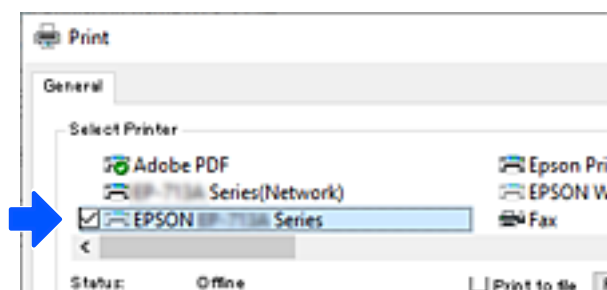 Print
General
Select Printer
Adobe PDF
Epson Pri
Series(Network)
EPSON W
EPSON Series
Fax
Status: Offline
Print to file